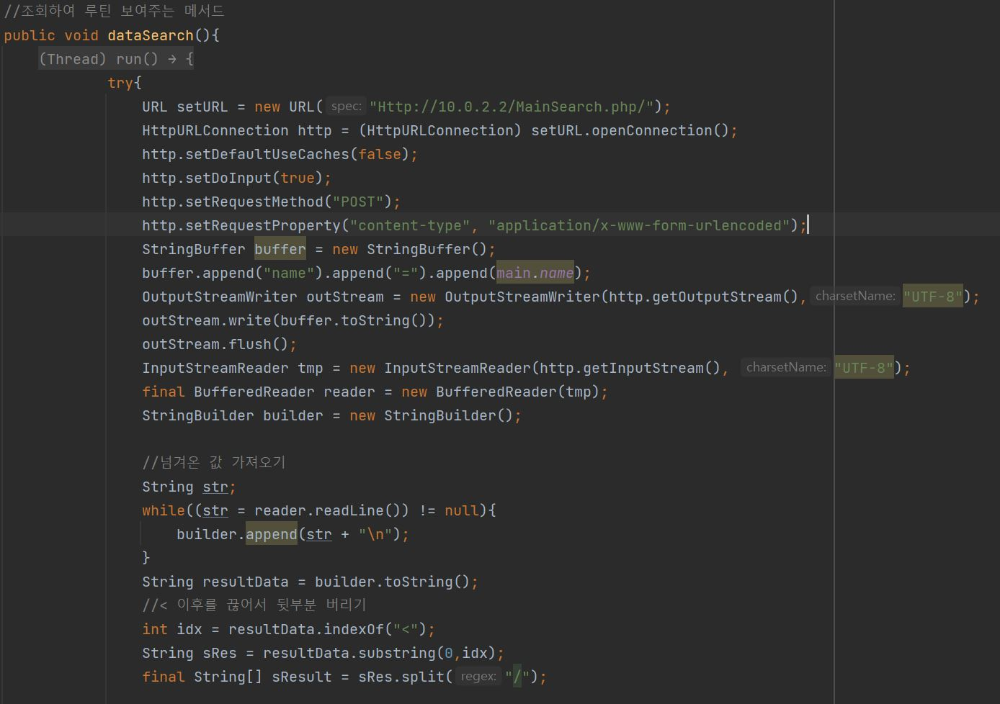 //조회하여 루틴 보여주는 메서드
public void dataSearch(){
(Thread) run() → {
try{
URL setURL = new URL( spec: "Http://10.0.2.2/MainSearch.php/");
HttpURLConnection http = (HttpURLConnection) setURL.openConnection();
http.setDefaultUseCaches(false);
http.setDoInput(true);
http.setRequestMethod("POST");
http.setRequestProperty("content-type", "application/x-www-form-urlencoded");
StringBuffer buffer = new StringBuffer();
buffer.append("name").append("=").append(main.name);
OutputStreamWriter outStream = new OutputStreamWriter(http.getOutputStream(), charsetName: "UTF-8");
outStream.write(buffer.toString());
outStream.flush();
InputStreamReader tmp = new InputStreamReader(http.getInputStream(), charsetName: "UTF-8");
final BufferedReader reader = new BufferedReader(tmp);
StringBuilder builder = new StringBuilder();
//넘겨온 값 가져오기
String str;
while((str = reader.readLine()) != null){
builder.append(str + "\n");
}
String resultData = builder.toString();
//< 이후를 끊어서 뒷부분 버리기
int idx = resultData.indexOf("<");
String sRes = resultData.substring(0,idx);
final String[] sResult = sRes.split( regex: "/");